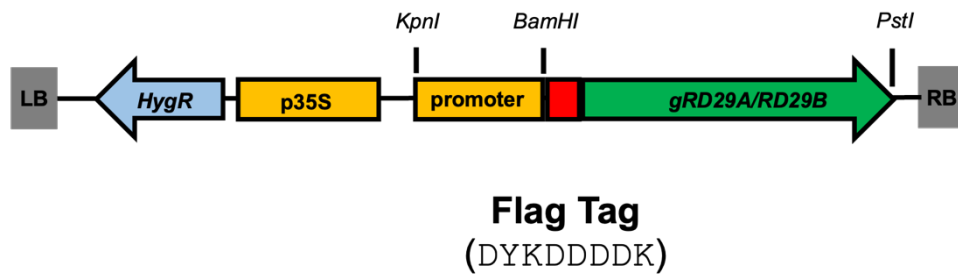 KpnI BamHI PstI
LB HygR p35S promoter gRD29A/RD29B RB
Flag Tag
(DYKDDDDK)